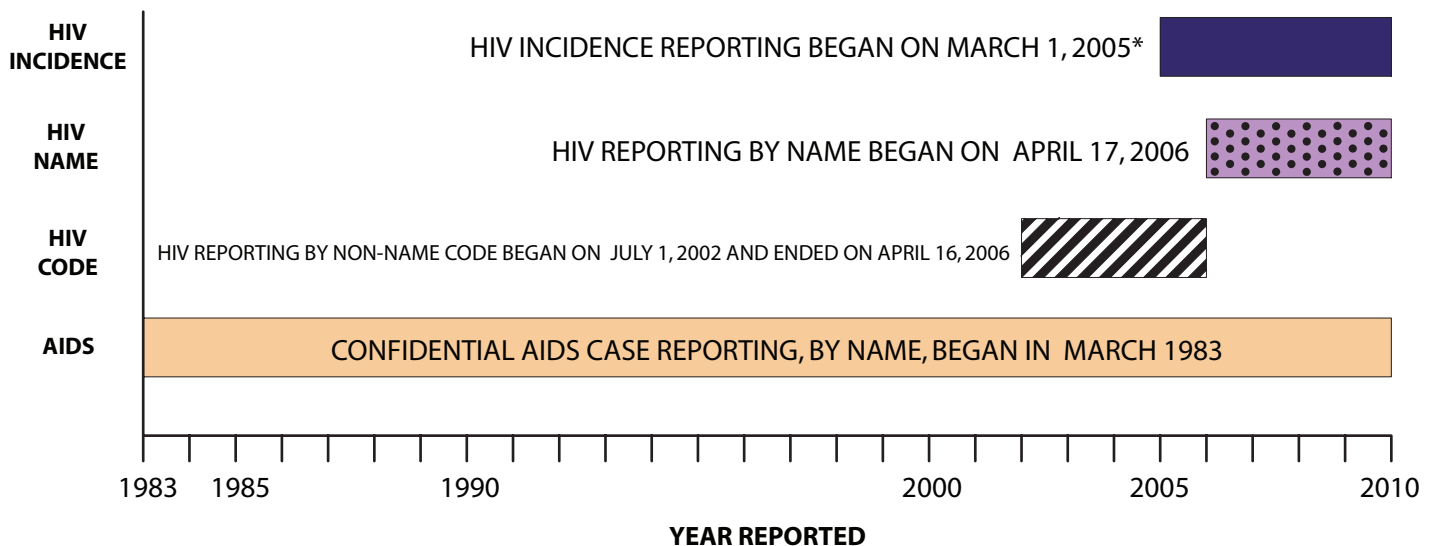 HIV
INCIDENCE
HIV INCIDENCE REPORTING BEGAN ON MARCH 1, 2005*
HIV
NAME
HIV REPORTING BY NAME BEGAN ON APRIL 17, 2006
HIV
CODE
HIV REPORTING BY NON-NAME CODE BEGAN ON JULY 1, 2002 AND ENDED ON APRIL 16, 2006
AIDS
CONFIDENTIAL AIDS CASE REPORTING, BY NAME, BEGAN IN MARCH 1983
1983 1985 1990 2000 2005 2010
YEAR REPORTED